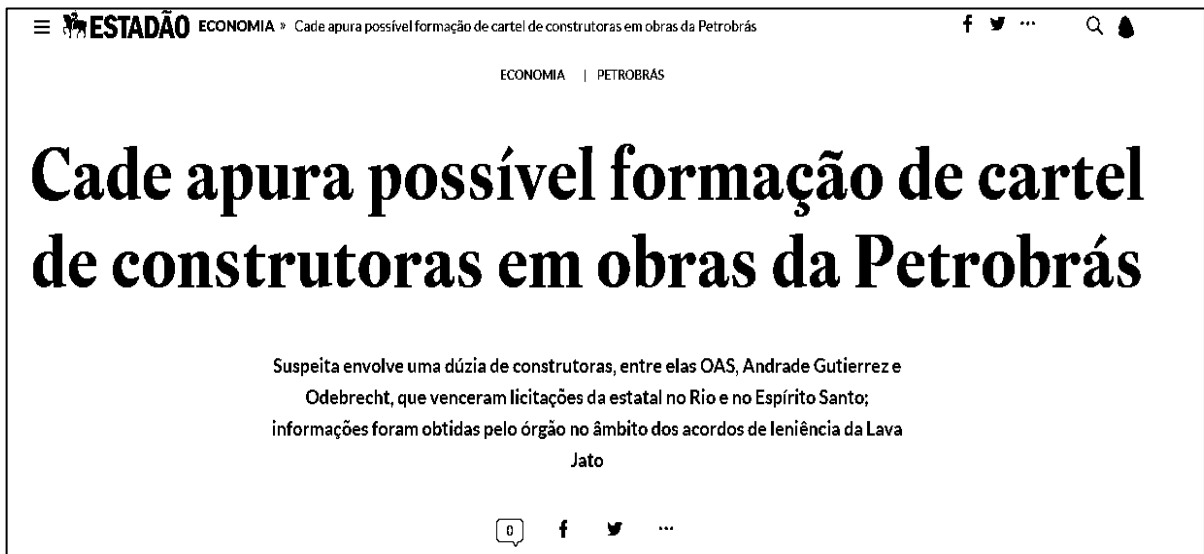 ESTADÃO ECONOMIA » Cade apura possível formação de cartel de construtoras em obras da Petrobrás
ECONOMIA | PETROBRÁS
Cade apura possível formação de cartel
de construtoras em obras da Petrobrás
Suspeita envolve uma dúzia de construtoras, entre elas OAS, Andrade Gutierrez e
Odebrecht, que venceram licitações da estatal no Rio e no Espírito Santo;
informações foram obtidas pelo órgão no âmbito dos acordos de leniência da Lava
Jato
0